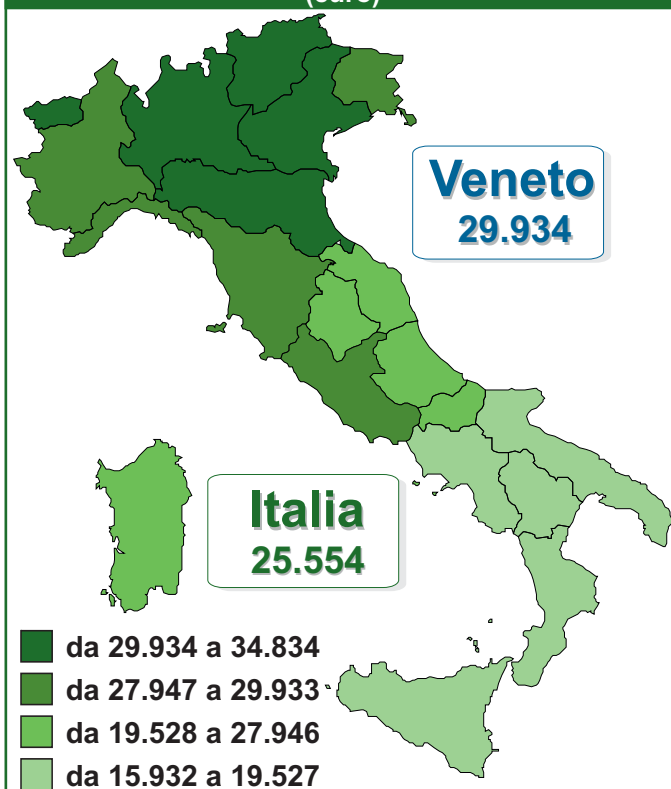 (euro)
Veneto
29.934
Italia
25.554
da 29.934 a 34.834
da 27.947 a 29.933
da 19.528 a 27.946
da 15.932 a 19.527